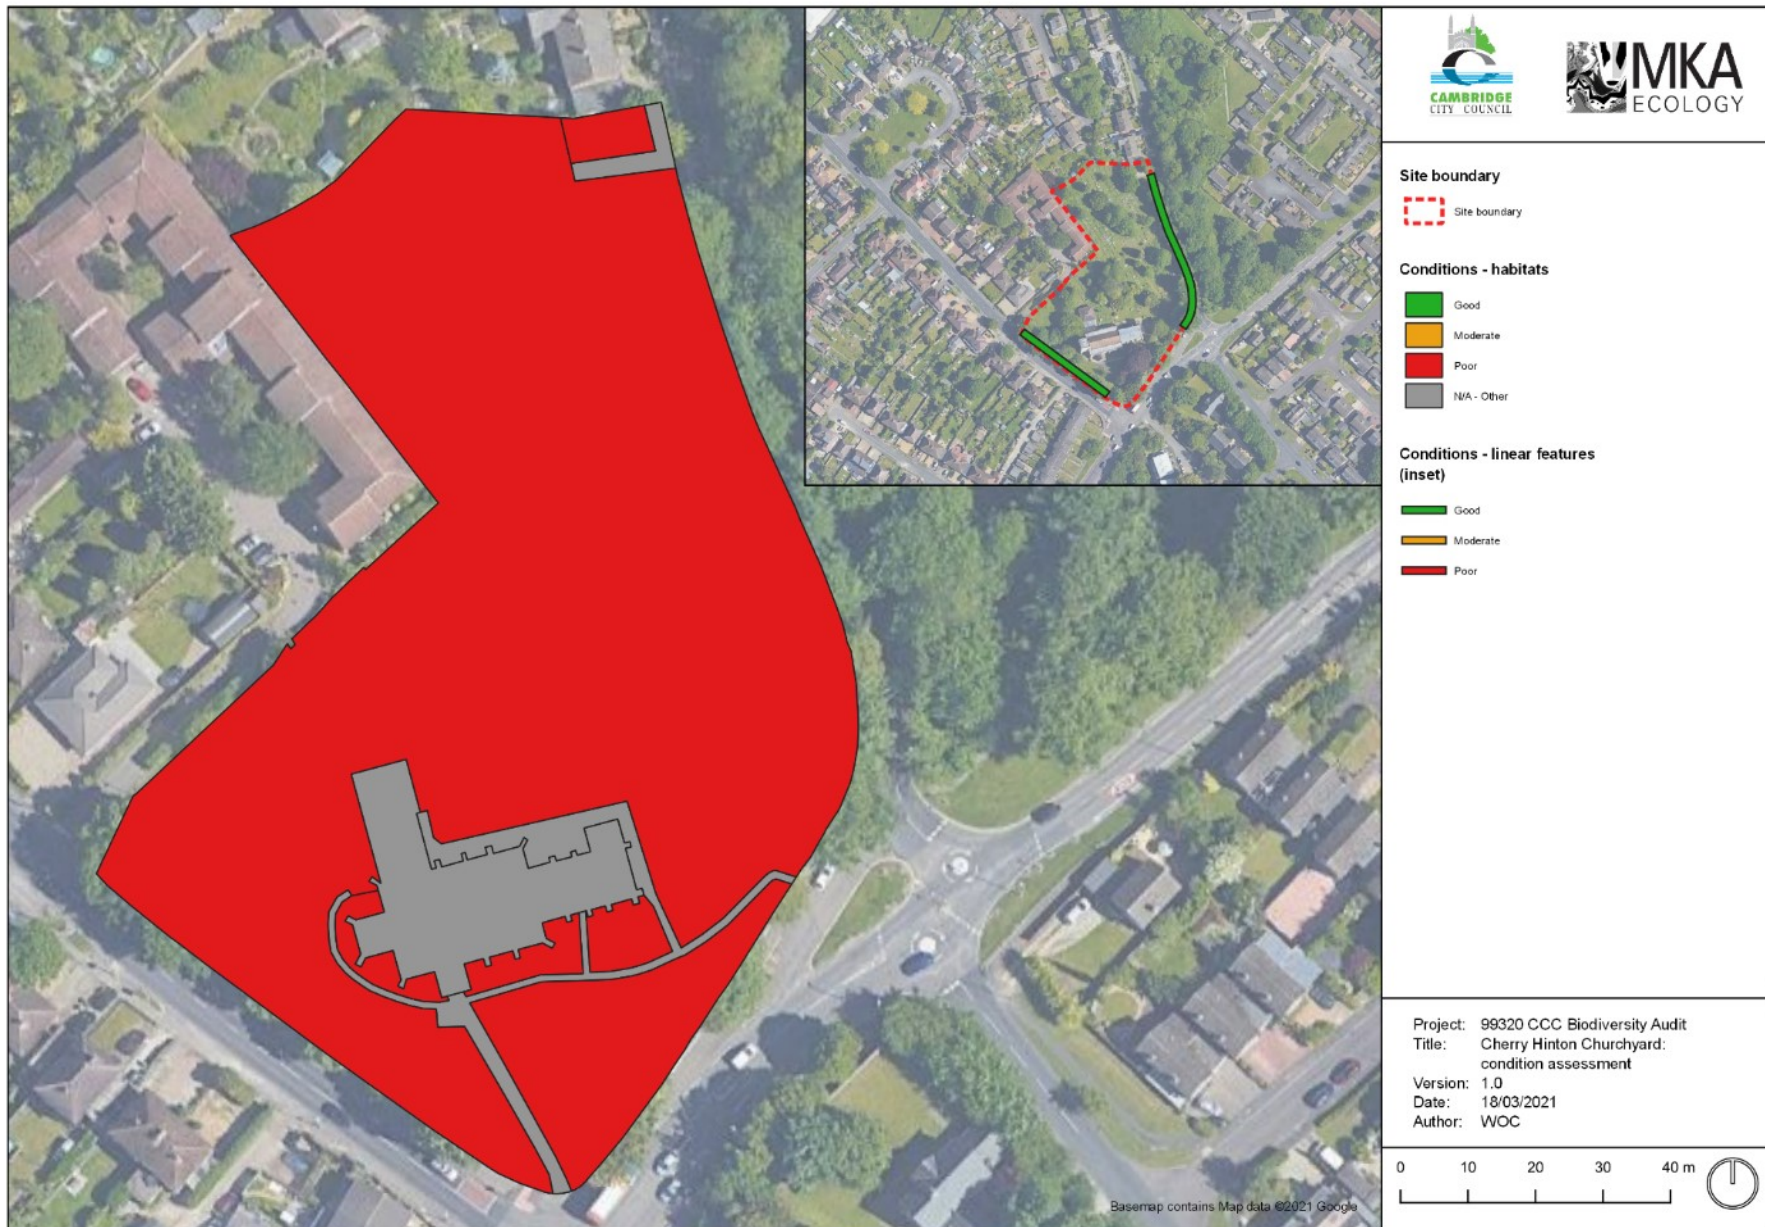 CAMBRIDGE
CITY COUNCIL
MKA
ECOLOGY
Site boundary
Site boundary
Conditions - habitats
Good
Moderate
Poor
N/A - Other
Conditions - linear features
(inset)
Good
Moderate
Poor
Project: 99320 CCC Biodiversity Audit
Title: Cherry Hinton Churchyard:
condition assessment
Version: 1.0
Date: 18/03/2021
Author: WOC
0 10 20 30 40 m
Basemap contains Map data ©2021 Google